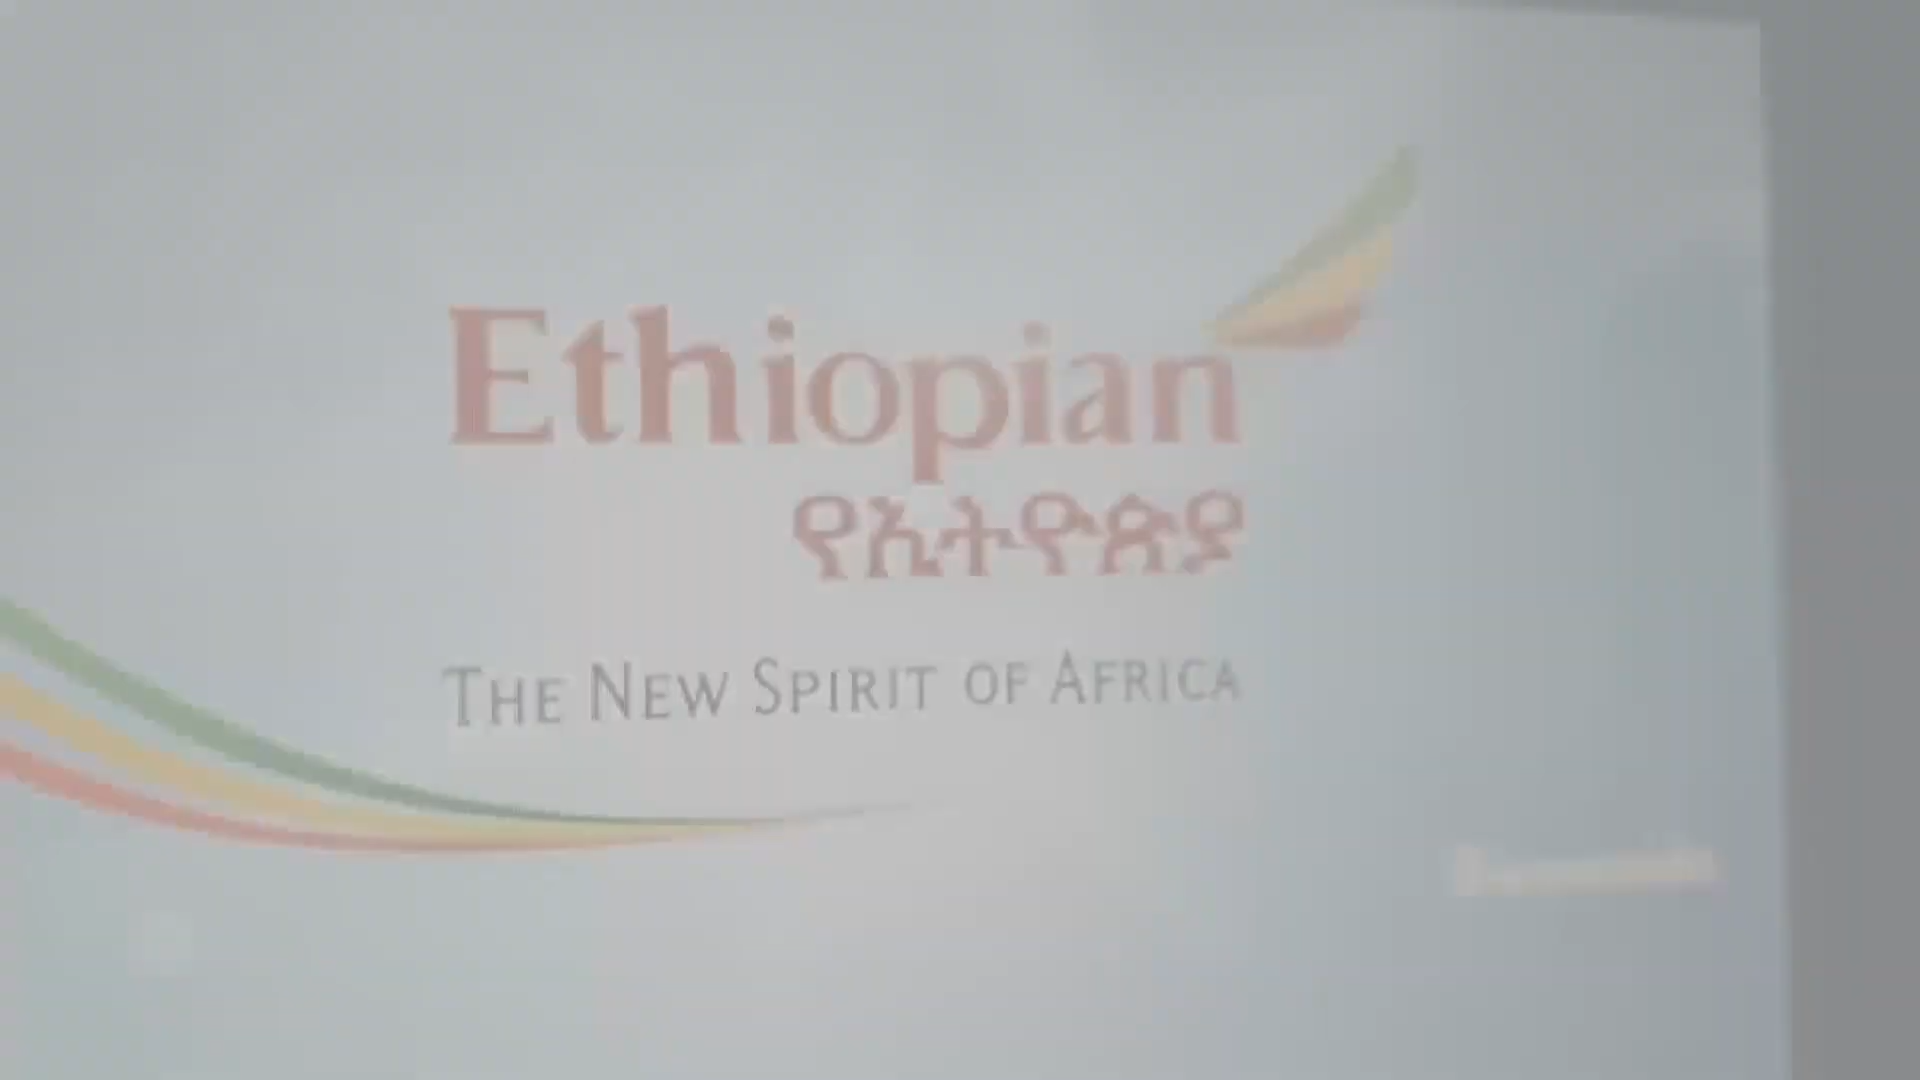 Ethiopian
የኢትዮጵያ
THE NEW SPIRIT OF AFRICA